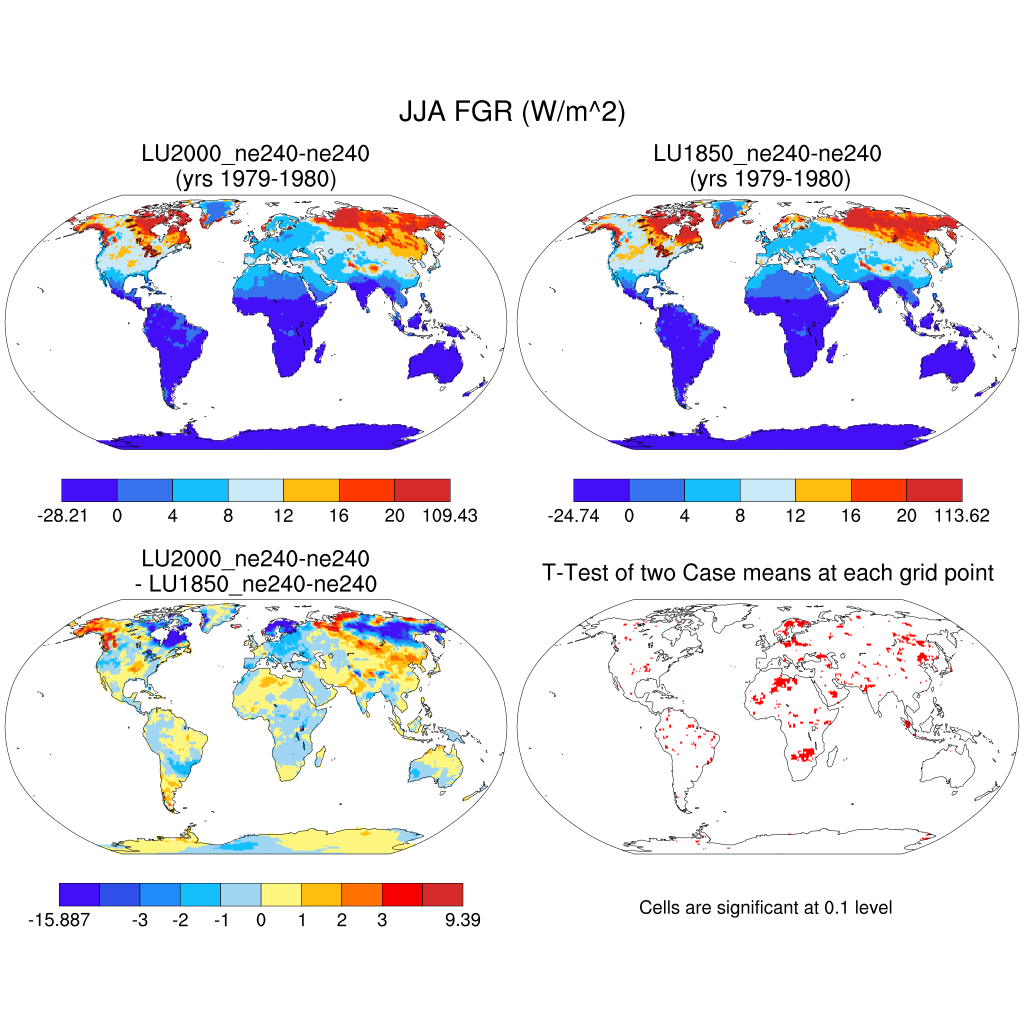 JJA FGR (W/m^2)
LU2000_ne240-ne240
(yrs 1979-1980)
LU1850_ne240-ne240
(yrs 1979-1980)
-28.21 0 4 8 12 16 20 109.43
-24.74 0 4 8 12 16 20 113.62
LU2000_ne240-ne240
- LU1850_ne240-ne240
T-Test of two Case means at each grid point
-15.887 -3 -2 -1 0 1 2 3 9.39
Cells are significant at 0.1 level